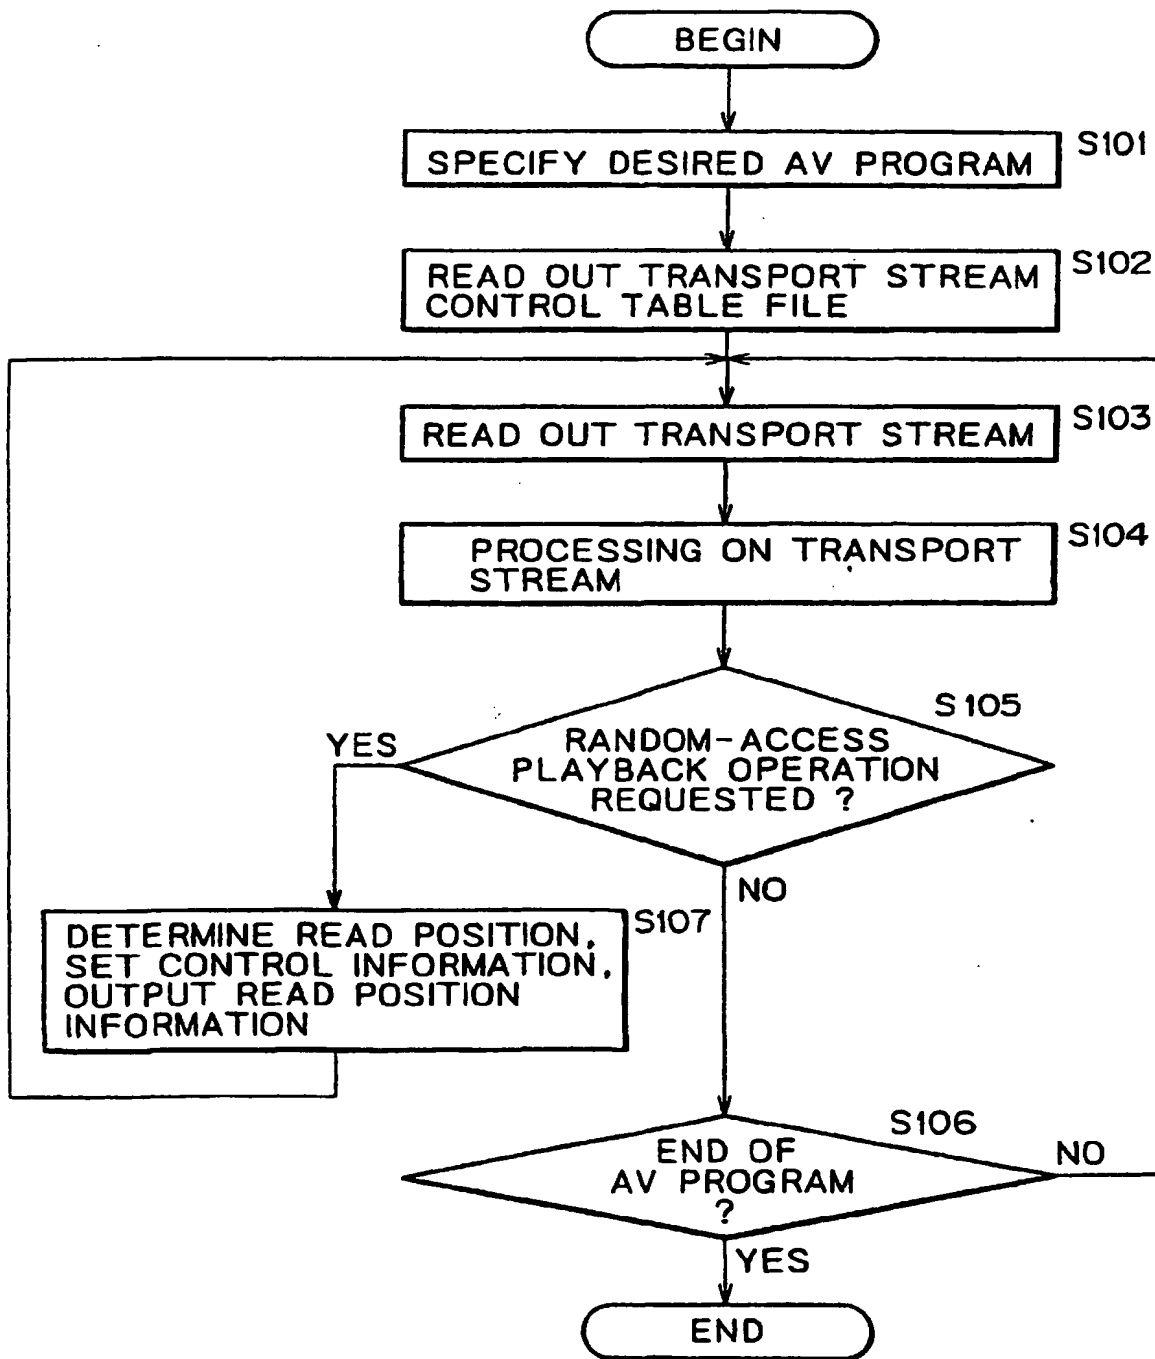 BEGIN
S101
SPECIFY DESIRED AV PROGRAM
S102
READ OUT TRANSPORT STREAM
CONTROL TABLE FILE
S103
READ OUT TRANSPORT STREAM
S104
PROCESSING ON TRANSPORT
STREAM
S105
RANDOM-ACCESS
PLAYBACK OPERATION
REQUESTED ?
YES
NO
S107
DETERMINE READ POSITION,
SET CONTROL INFORMATION,
OUTPUT READ POSITION
INFORMATION
S106
END OF
AV PROGRAM
?
NO
YES
END